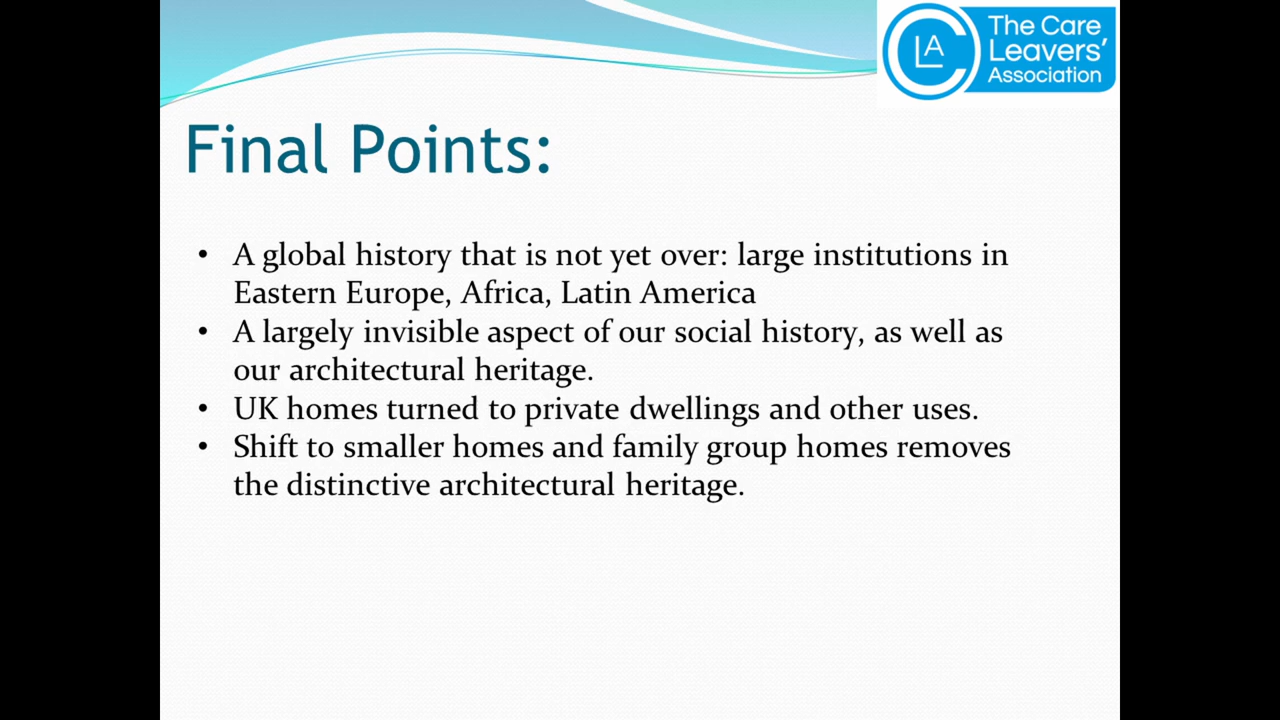 The Care
Leavers'
Association
CLA
Final Points:
• A global history that is not yet over: large institutions in
Eastern Europe, Africa, Latin America
• A largely invisible aspect of our social history, as well as
our architectural heritage.
• UK homes turned to private dwellings and other uses.
• Shift to smaller homes and family group homes removes
the distinctive architectural heritage.